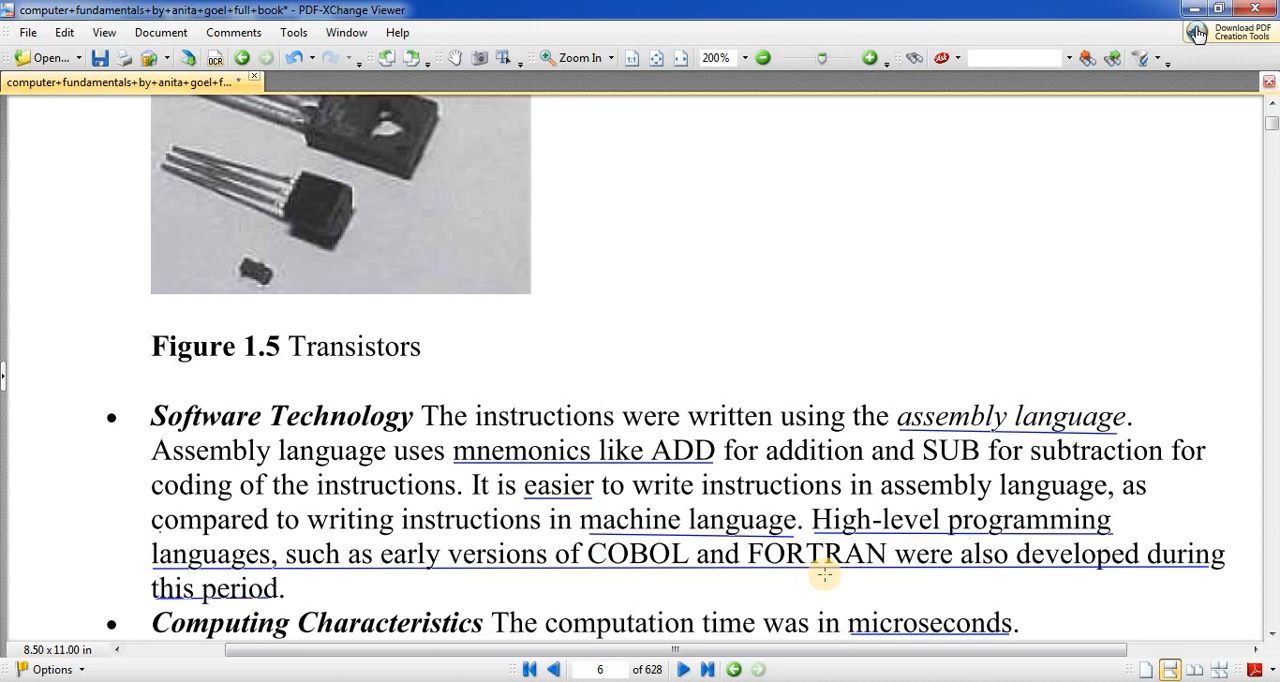 computer+fundamentals+by+anita+goel+full+book* - PDF-XChange Viewer
File Edit View Document Comments Tools Window Help
Download PDF
Creation Tools
Open... OCR Zoom In 200%
computer+fundamentals+by+anita+goel+f... *
Figure 1.5 Transistors
• Software Technology The instructions were written using the assembly language.
Assembly language uses mnemonics like ADD for addition and SUB for subtraction for
coding of the instructions. It is easier to write instructions in assembly language, as
compared to writing instructions in machine language. High-level programming
languages, such as early versions of COBOL and FORTRAN were also developed during
this period.
• Computing Characteristics The computation time was in microseconds.
8.50 x 11.00 in
Options 6 of 628